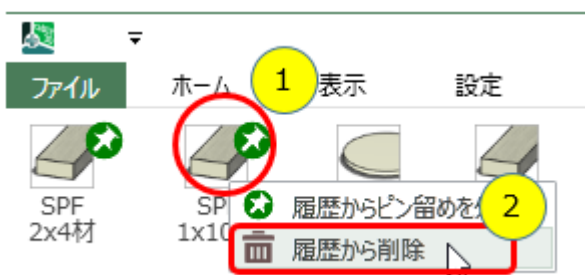 ファイル ホーム 1 表示 設定
SPF
2x4材
SP
1x10
履歴からピン留めを 2
履歴から削除